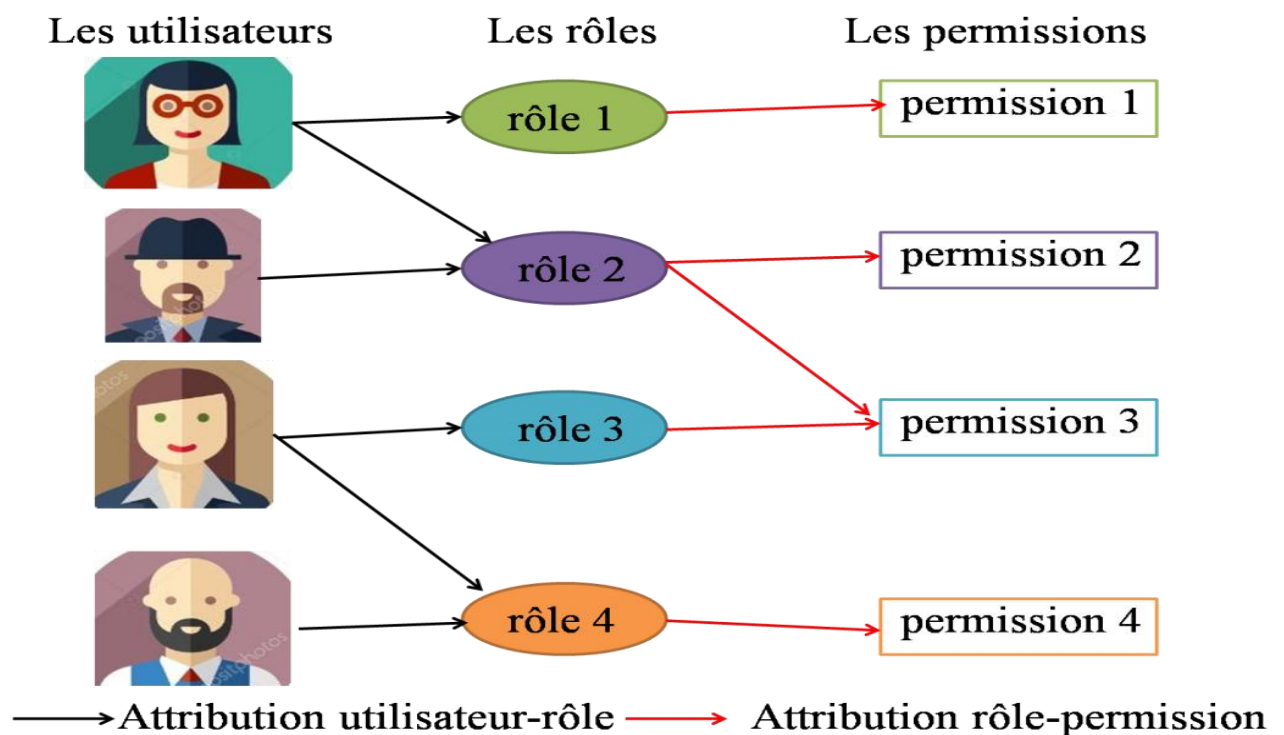 Les utilisateurs Les rôles Les permissions
rôle 1 permission 1
rôle 2 permission 2
rôle 3 permission 3
rôle 4 permission 4
Attribution utilisateur-rôle Attribution rôle-permission